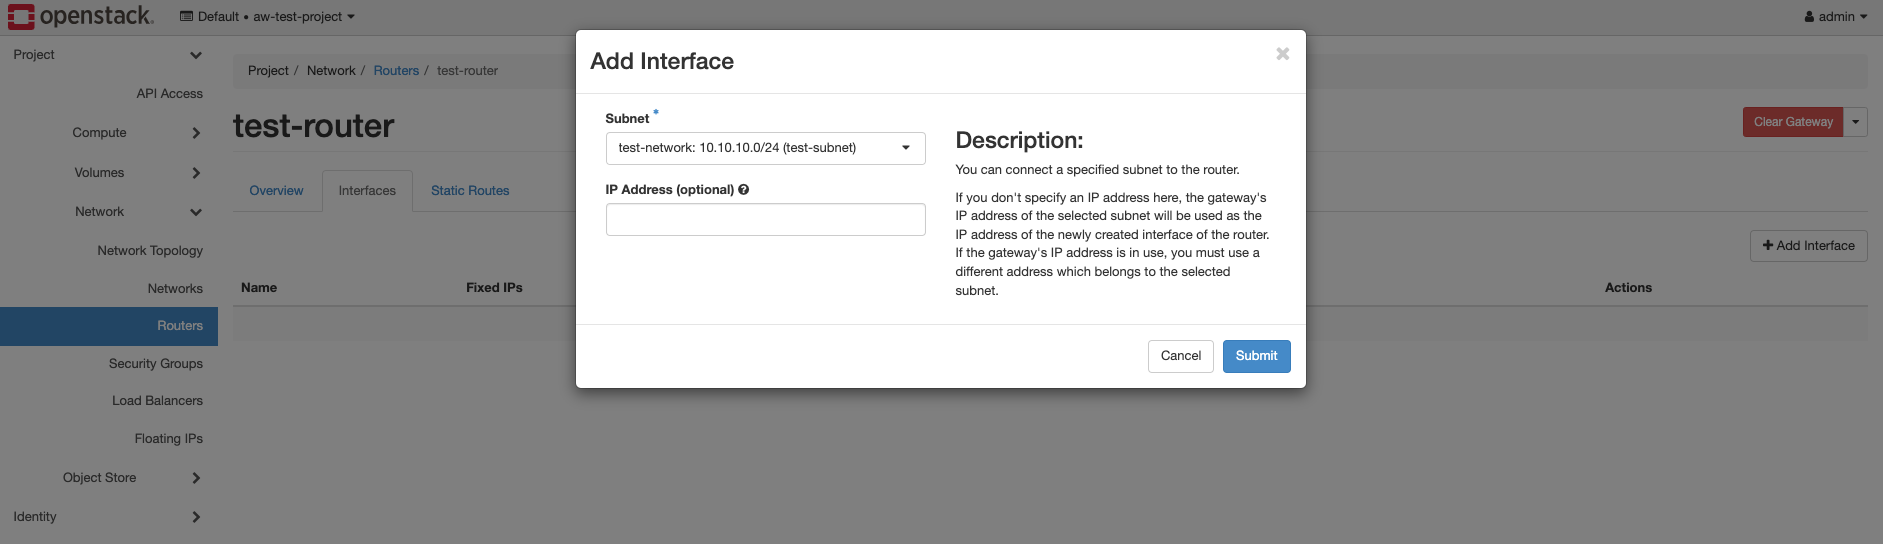 openstack.
Default • aw-test-project
admin
Project
API Access
Compute
Volumes
Network
Network Topology
Networks
Routers
Security Groups
Load Balancers
Floating IPs
Object Store
Identity
Project / Network / Routers / test-router
test-router
Clear Gateway
Overview
Interfaces
Static Routes
+ Add Interface
Name
Fixed IPs
Actions
Add Interface
×
Subnet *
test-network: 10.10.10.0/24 (test-subnet)
IP Address (optional) ?
Description:
You can connect a specified subnet to the router.
If you don't specify an IP address here, the gateway's
IP address of the selected subnet will be used as the
IP address of the newly created interface of the router.
If the gateway's IP address is in use, you must use a
different address which belongs to the selected
subnet.
Cancel
Submit